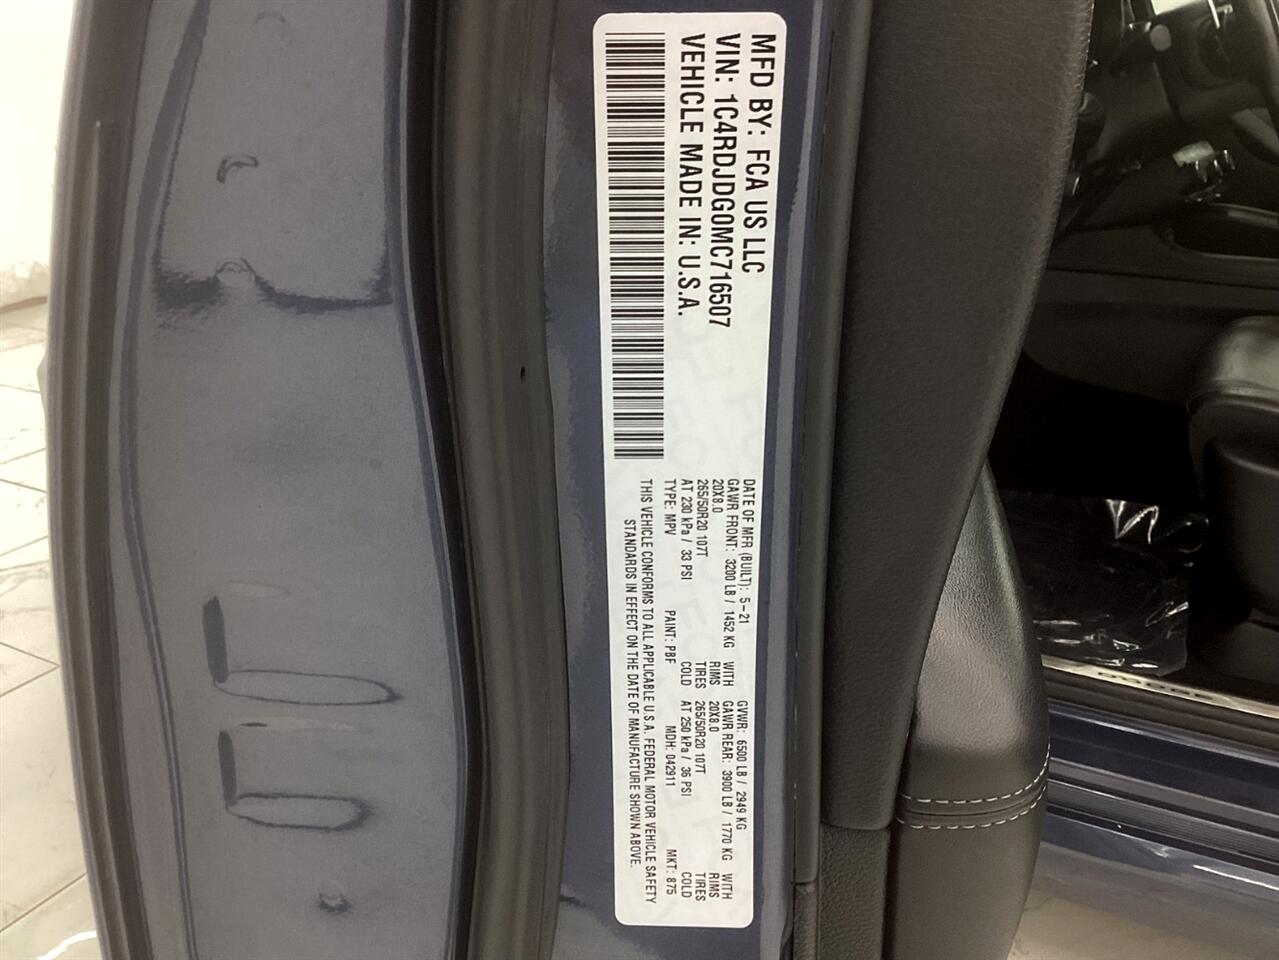 MFD BY: FCA US LLC
VIN: 1C4RDJDG0MC716507
VEHICLE MADE IN: U.S.A.
DATE OF MFR (BUILT): 5-21 GVWR: 6500 LB / 2949 KG
GAWR FRONT: 3200 LB / 1452 KG WITH GAWR REAR: 3900 LB / 1770 KG WITH
20X8.0 RIMS 20X8.0 RIMS
265/50R20 107T TIRES 265/50R20 107T TIRES
AT 230 kPa / 33 PSI COLD AT 250 kPa / 36 PSI COLD
TYPE: MPV PAINT: PBF MDH: 042911 MKT: 875
THIS VEHICLE CONFORMS TO ALL APPLICABLE U.S.A. FEDERAL MOTOR VEHICLE SAFETY
STANDARDS IN EFFECT ON THE DATE OF MANUFACTURE SHOWN ABOVE.